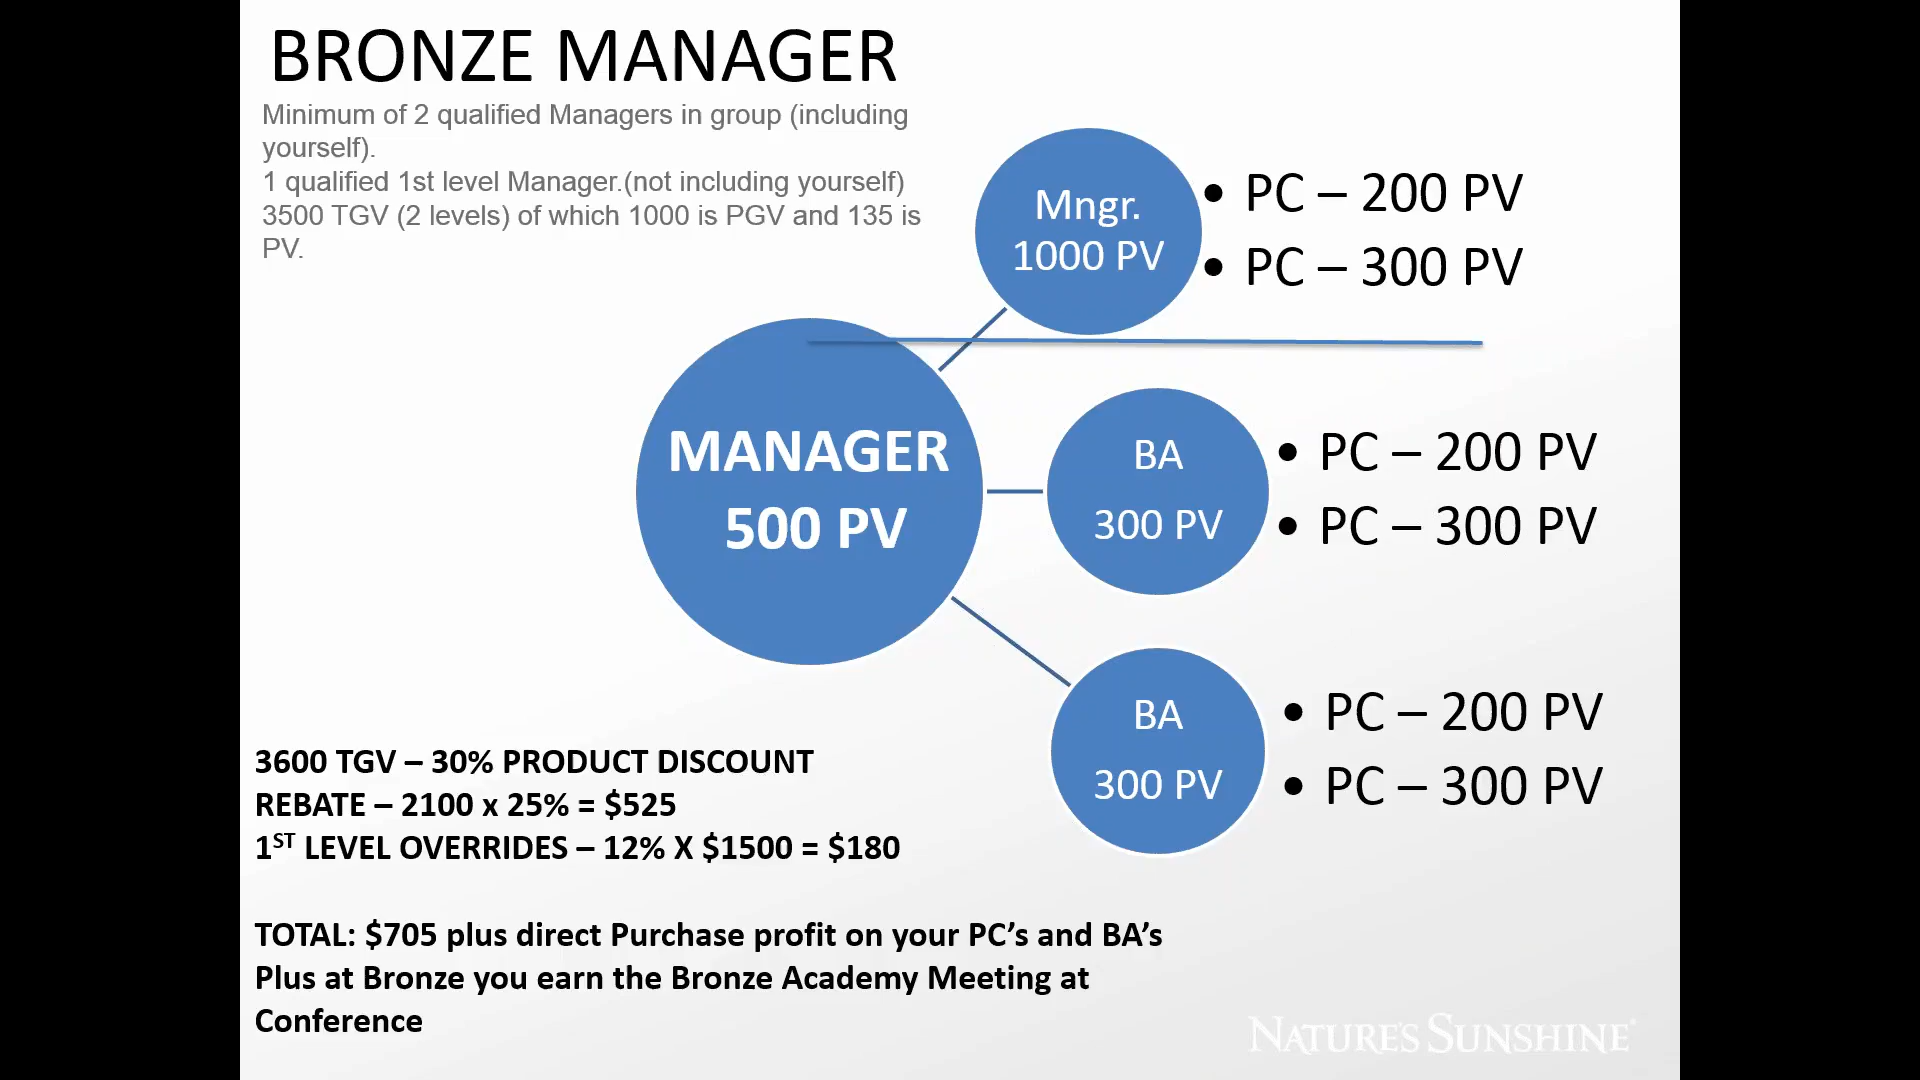 BRONZE MANAGER
Minimum of 2 qualified Managers in group (including
yourself).
1 qualified 1st level Manager.(not including yourself)
3500 TGV (2 levels) of which 1000 is PGV and 135 is
PV.
Mngr.
1000 PV
• PC – 200 PV
• PC – 300 PV
MANAGER
500 PV
BA
300 PV
• PC – 200 PV
• PC – 300 PV
BA
300 PV
• PC – 200 PV
• PC – 300 PV
3600 TGV – 30% PRODUCT DISCOUNT
REBATE – 2100 x 25% = $525
1ST LEVEL OVERRIDES – 12% X $1500 = $180
TOTAL: $705 plus direct Purchase profit on your PC’s and BA’s
Plus at Bronze you earn the Bronze Academy Meeting at
Conference
NATURE'S SUNSHINE